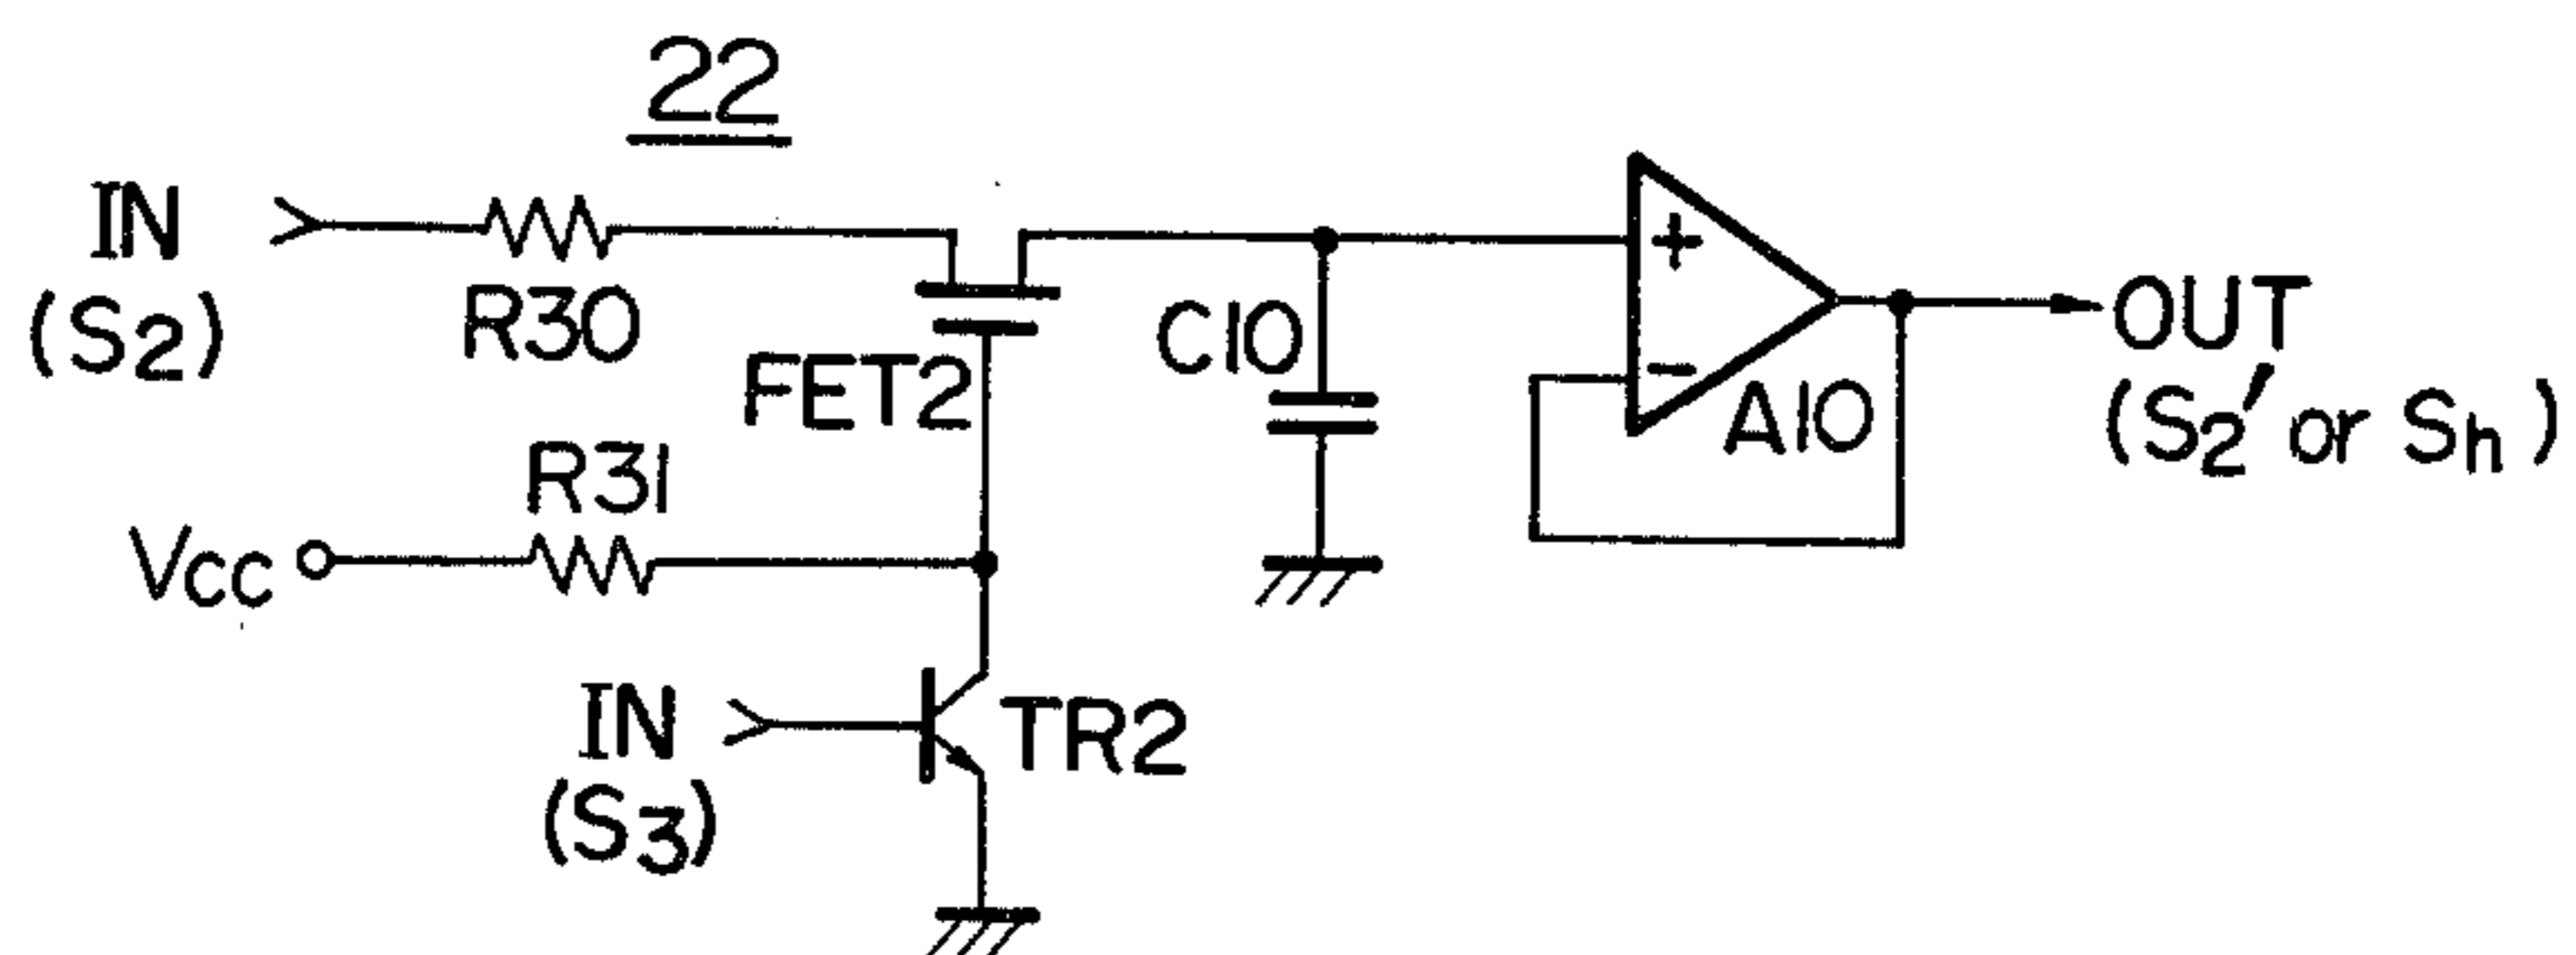 22
IN
(S2)
R30
FET2
C10
+
-
A10
OUT
(S2' or Sh)
R31
Vcc
IN
(S3)
TR2